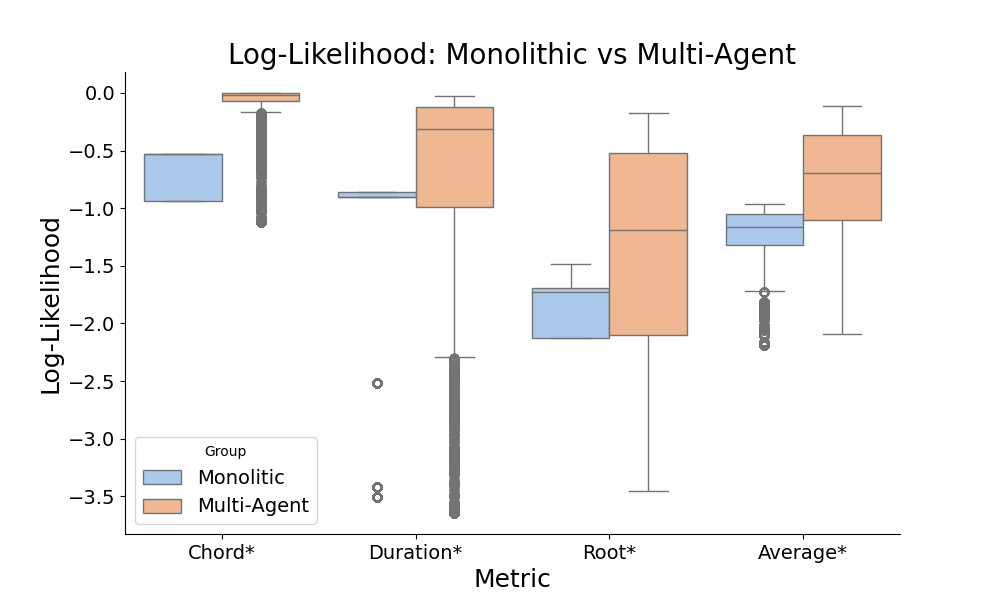 Log-Likelihood: Monolithic vs Multi-Agent
Log-Likelihood
0.0
−0.5
−1.0
−1.5
−2.0
−2.5
−3.0
−3.5
Group
Monolitic
Multi-Agent
Chord*
Duration*
Root*
Average*
Metric